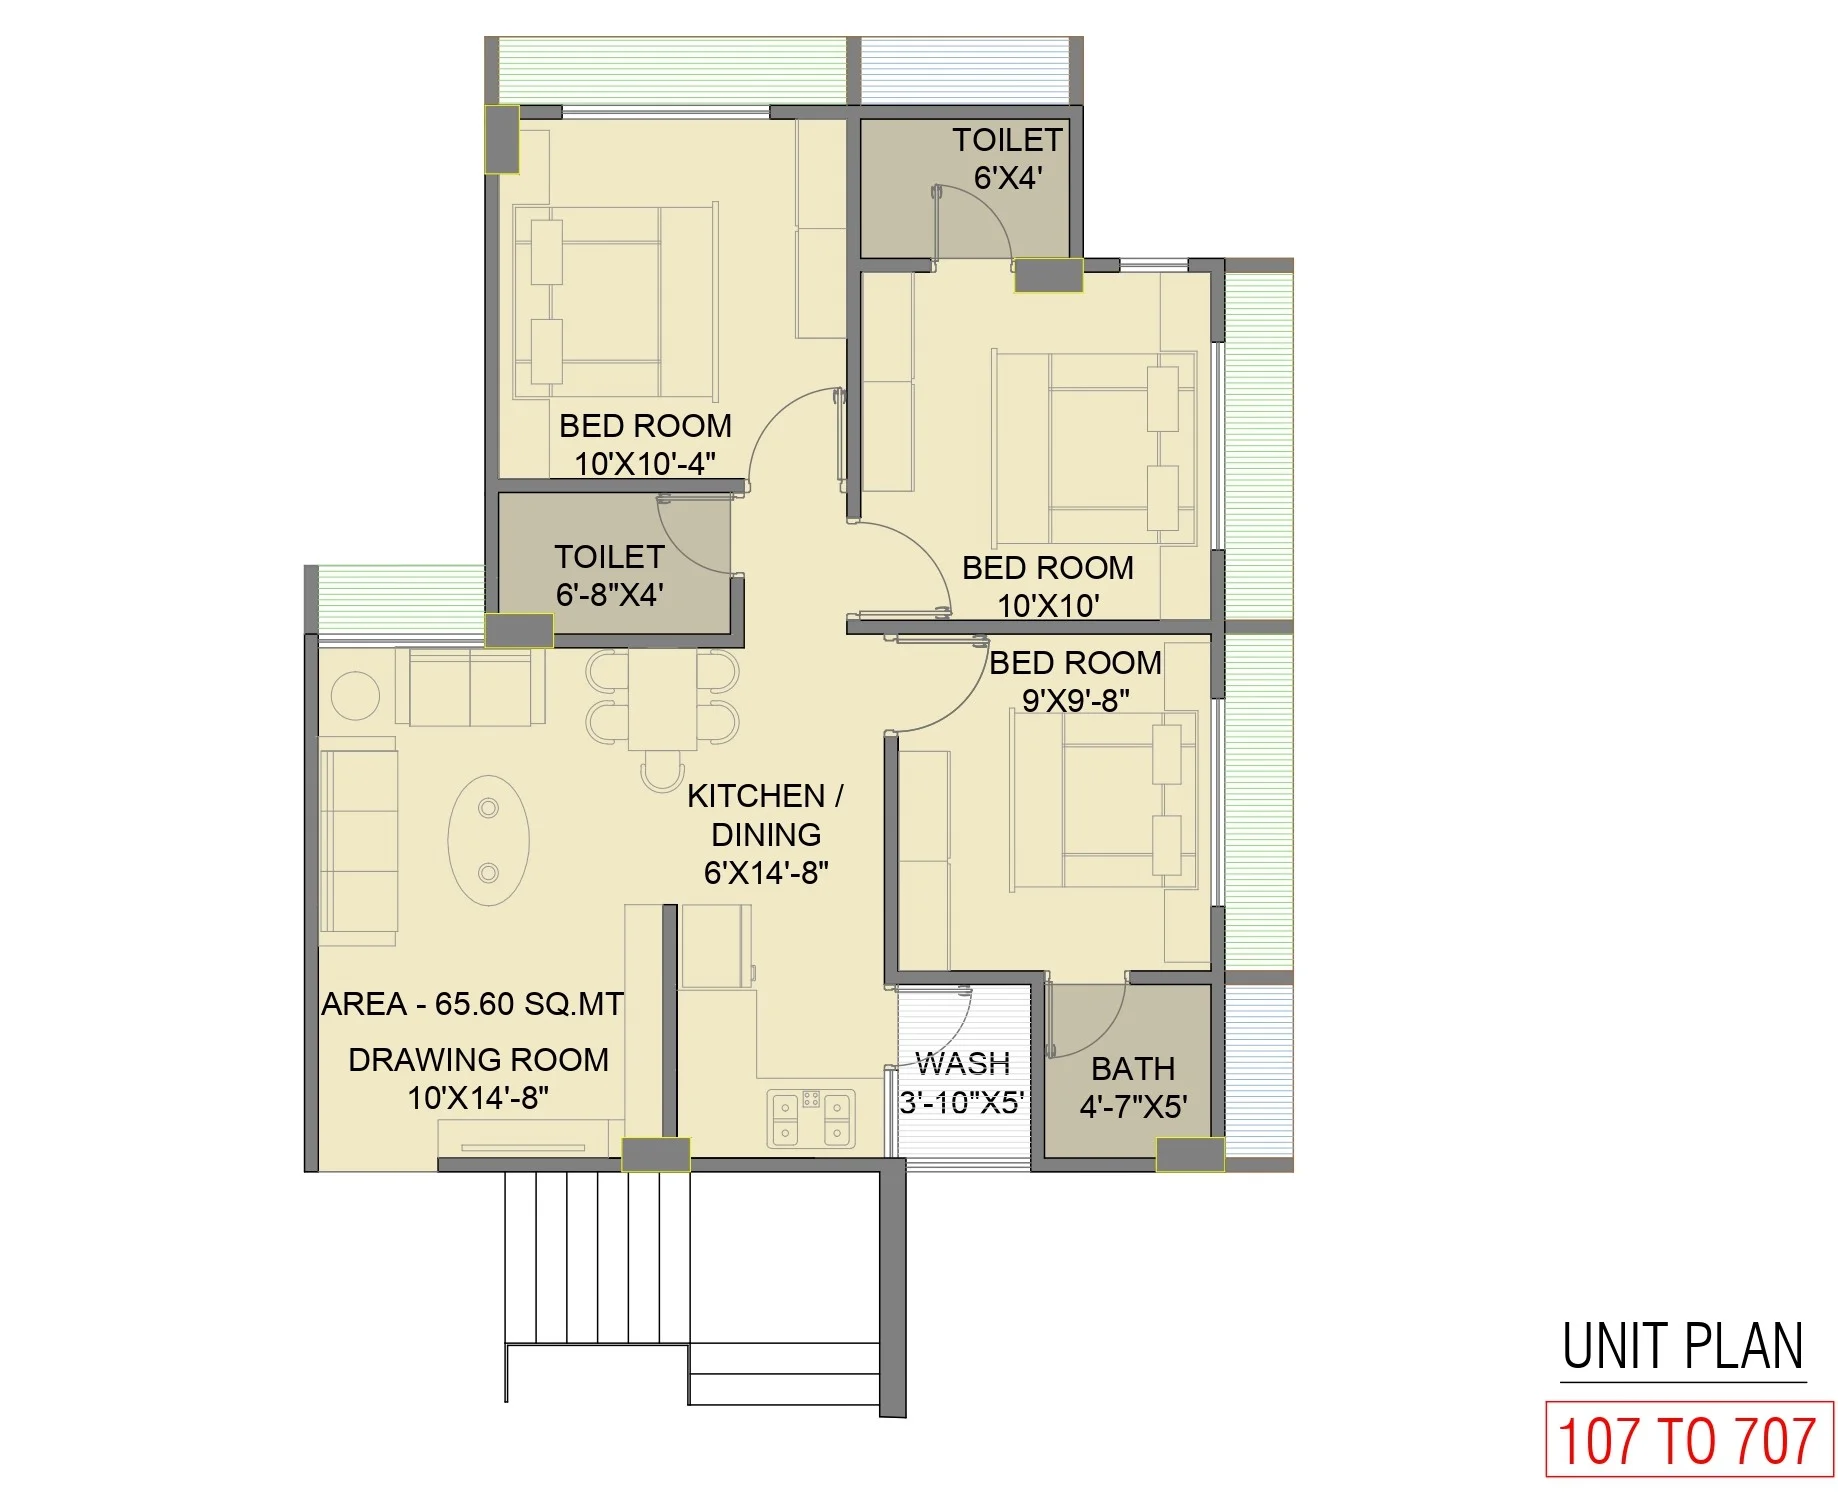 TOILET
6'X4'
BED ROOM
10'X10'-4"
TOILET
6'-8"X4'
BED ROOM
10'X10'
BED ROOM
9'X9'-8"
KITCHEN /
DINING
6'X14'-8"
AREA - 65.60 SQ.MT
DRAWING ROOM
10'X14'-8"
WASH
3'-10"X5'
BATH
4'-7"X5'
UNIT PLAN
107 TO 707